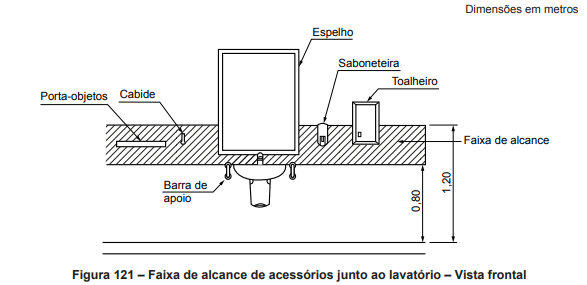 Dimensões em metros
Espelho
Saboneteira
Toalheiro
Porta-objetos
Cabide
Faixa de alcance
Barra de
apoio
0,80
1,20
Figura 121 – Faixa de alcance de acessórios junto ao lavatório – Vista frontal